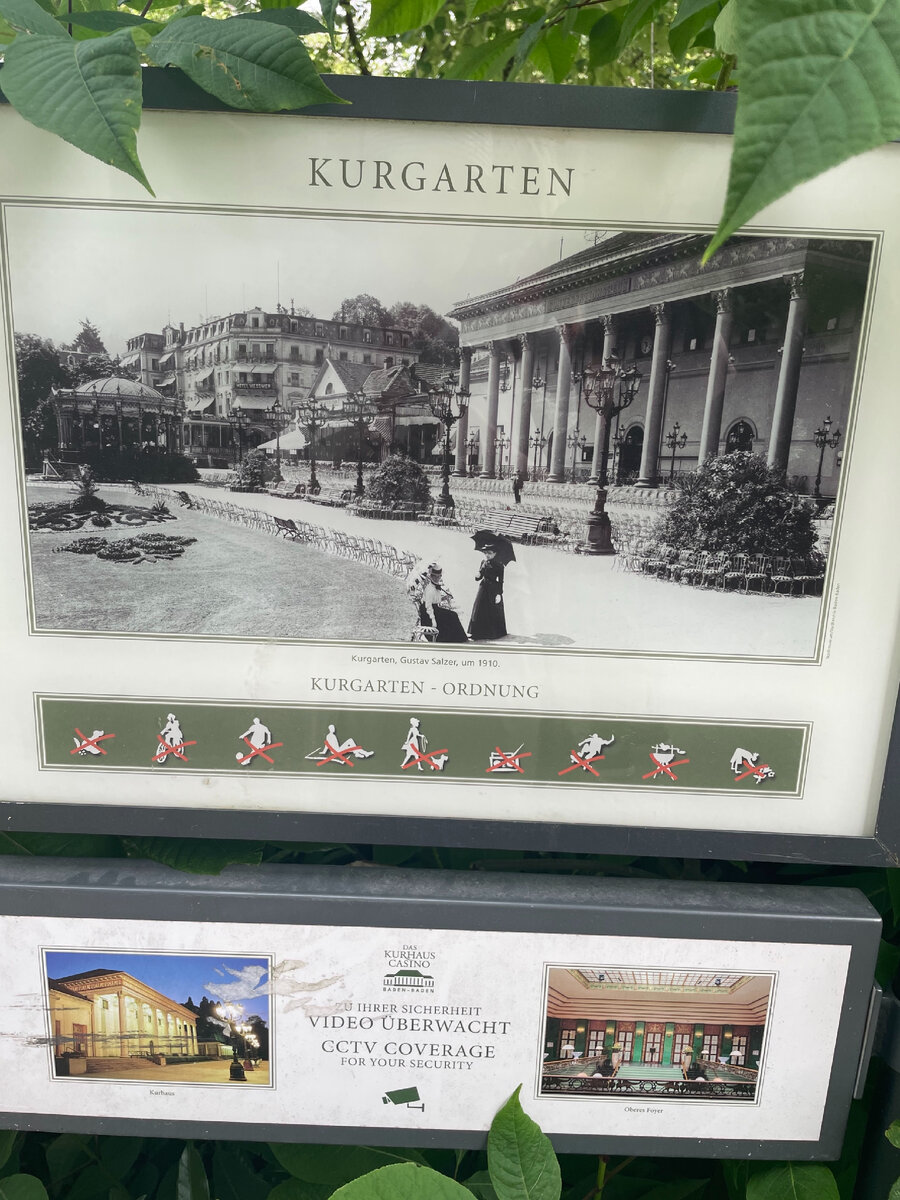 KURGARTEN
Kurgarten, Gustav Salzer, um 1910.
KURGARTEN - ORDNUNG
DAS
KURHAUS
CASINO
BADEN-BADEN
ZU IHRER SICHERHEIT
VIDEO ÜBERWACHT
CCTV COVERAGE
FOR YOUR SECURITY
Kurhaus
Oberes Foyer